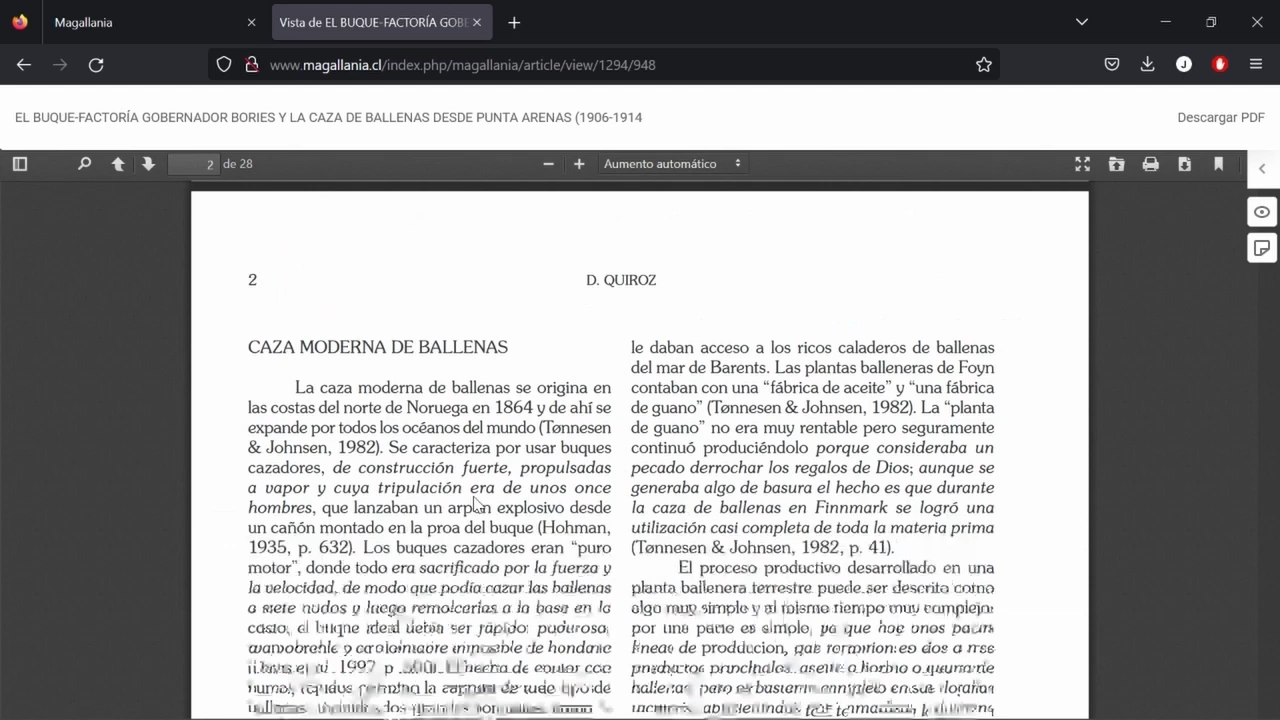 Magallania
Vista de EL BUQUE-FACTORÍA GOBE
www.magallania.cl/index.php/magallania/article/view/1294/948
EL BUQUE-FACTORÍA GOBERNADOR BORIES Y LA CAZA DE BALLENAS DESDE PUNTA ARENAS (1906-1914
Descargar PDF
2 de 28
Aumento automático
2
D. QUIROZ
CAZA MODERNA DE BALLENAS
La caza moderna de ballenas se origina en
las costas del norte de Noruega en 1864 y de ahí se
expande por todos los océanos del mundo (Tønnesen
& Johnsen, 1982). Se caracteriza por usar buques
cazadores, de construcción fuerte, propulsadas
a vapor y cuya tripulación era de unos once
hombres, que lanzaban un arpón explosivo desde
un cañón montado en la proa del buque (Hohman,
1935, p. 632). Los buques cazadores eran “puro
motor”, donde todo era sacrificado por la fuerza y
la velocidad, de modo que podía cazar las ballenas
a siete nudos y luego remolcarlas a la base en la
le daban acceso a los ricos caladeros de ballenas
del mar de Barents. Las plantas balleneras de Foyn
contaban con una “fábrica de aceite” y “una fábrica
de guano” (Tønnesen & Johnsen, 1982). La “planta
de guano” no era muy rentable pero seguramente
continuó produciéndolo porque consideraba un
pecado derrochar los regalos de Dios; aunque se
generaba algo de basura el hecho es que durante
la caza de ballenas en Finnmark se logró una
utilización casi completa de toda la materia prima
(Tønnesen & Johnsen, 1982, p. 41).
El proceso productivo desarrollado en una
planta ballenera terrestre puede ser descrito como
algo muy simple y al mismo tiempo muy complejo:
por una parte es simple, ya que hay unas pocas